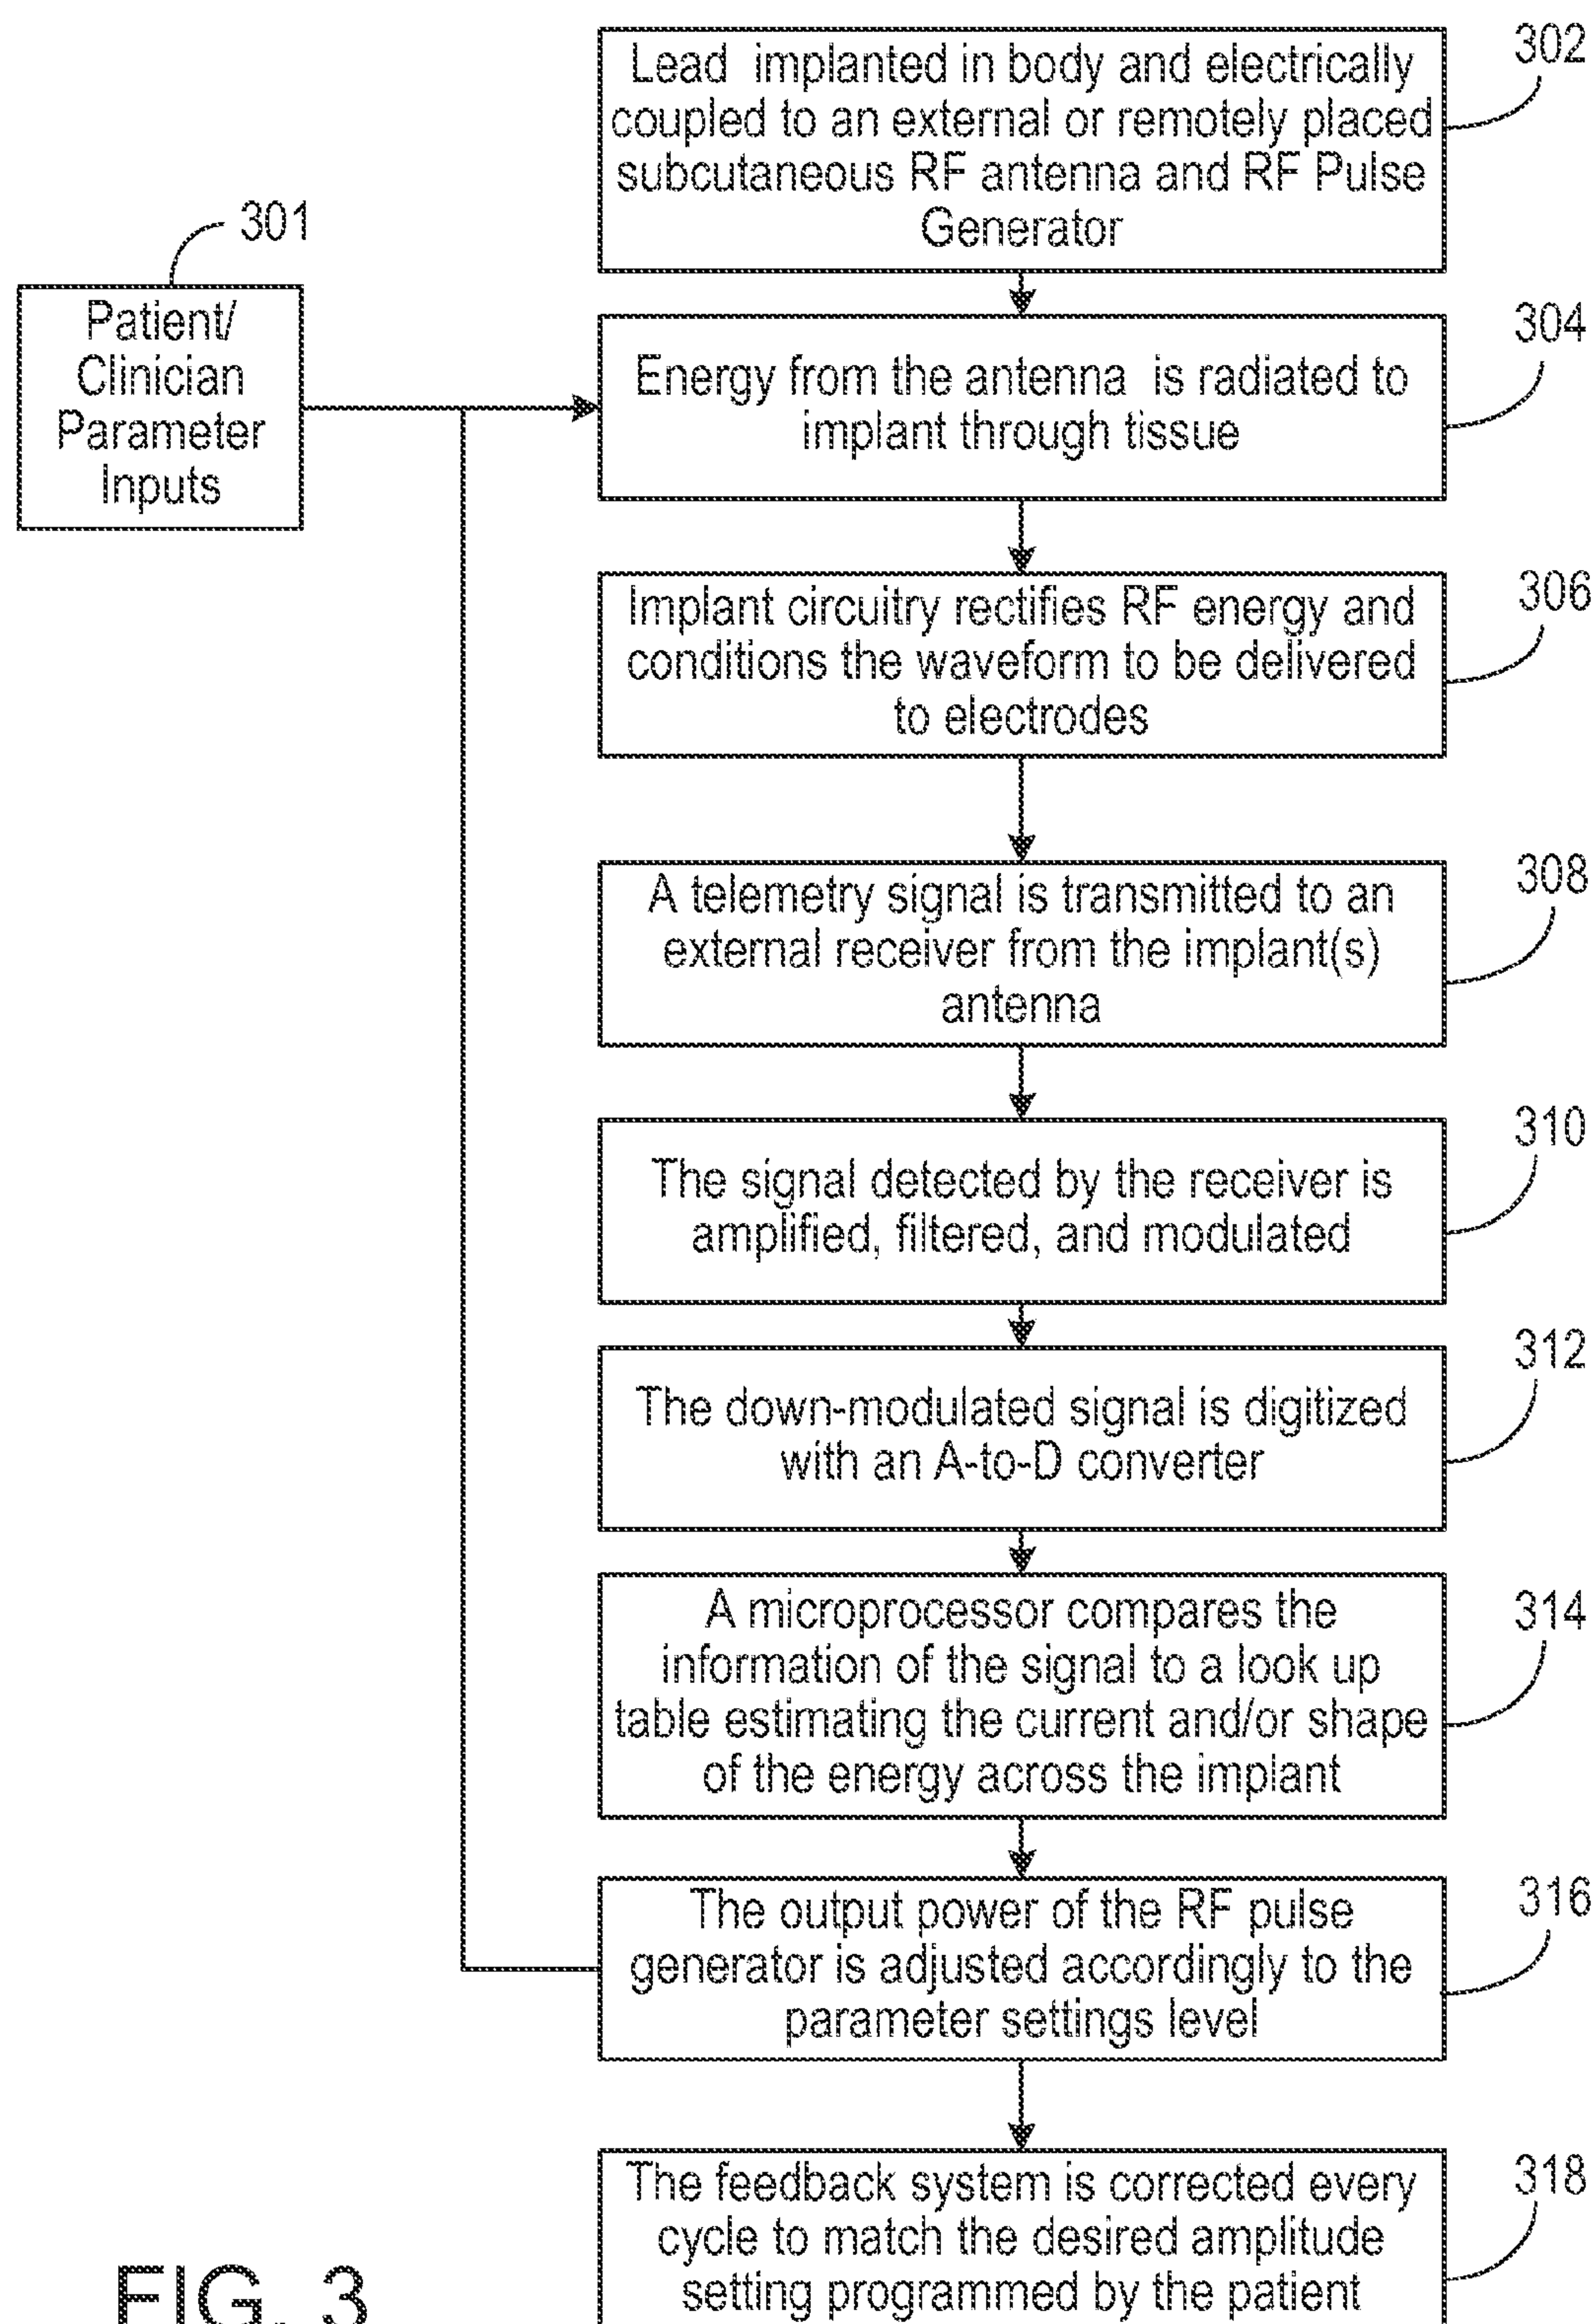 302
Lead implanted in body and electrically
coupled to an external or remotely placed
subcutaneous RF antenna and RF Pulse
Generator
301
Patient/
Clinician
Parameter
Inputs
304
Energy from the antenna is radiated to
implant through tissue
306
Implant circuitry rectifies RF energy and
conditions the waveform to be delivered
to electrodes
308
A telemetry signal is transmitted to an
external receiver from the implant(s)
antenna
310
The signal detected by the receiver is
amplified, filtered, and modulated
312
The down-modulated signal is digitized
with an A-to-D converter
314
A microprocessor compares the
information of the signal to a look up
table estimating the current and/or shape
of the energy across the implant
316
The output power of the RF pulse
generator is adjusted accordingly to the
parameter settings level
318
The feedback system is corrected every
cycle to match the desired amplitude
setting programmed by the patient
FIG. 3